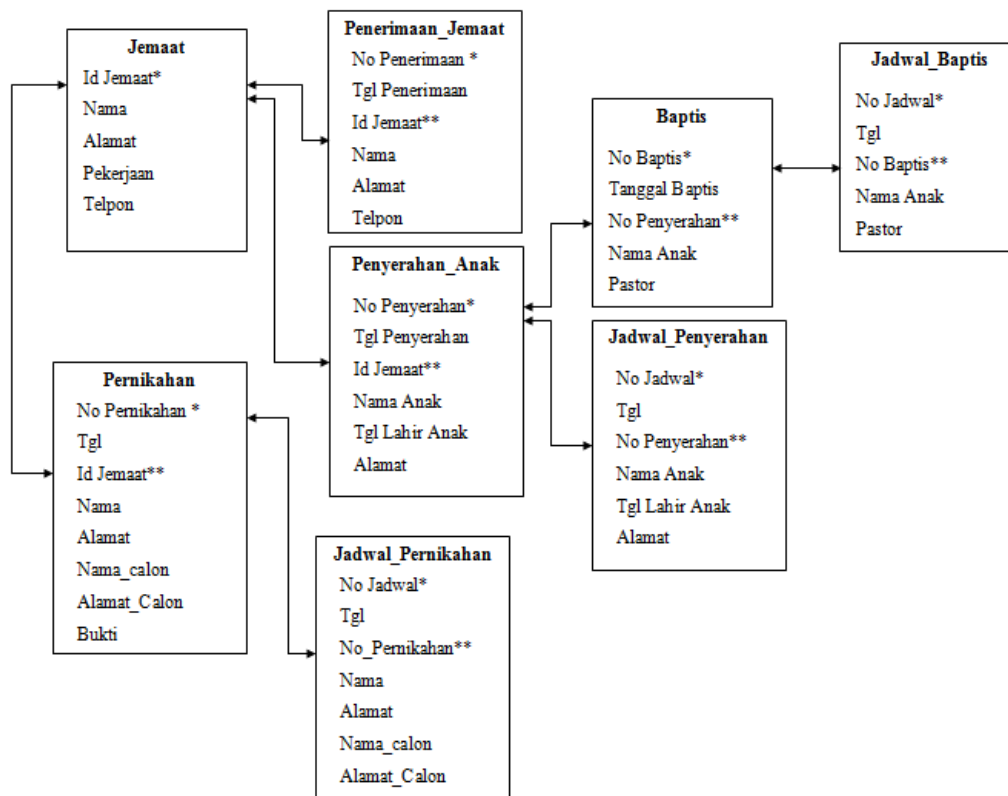 Jemaat
Id Jemaat*
Nama
Alamat
Pekerjaan
Telpon
Penerimaan_Jemaat
No Penerimaan *
Tgl Penerimaan
Id Jemaat**
Nama
Alamat
Telpon
Jadwal_Baptis
No Jadwal*
Tgl
No Baptis**
Nama Anak
Pastor
Baptis
No Baptis*
Tanggal Baptis
No Penyerahan**
Nama Anak
Pastor
Penyerahan_Anak
No Penyerahan*
Tgl Penyerahan
Id Jemaat**
Nama Anak
Tgl Lahir Anak
Alamat
Jadwal_Penyerahan
No Jadwal*
Tgl
No Penyerahan**
Nama Anak
Tgl Lahir Anak
Alamat
Pernikahan
No Pernikahan *
Tgl
Id Jemaat**
Nama
Alamat
Nama_calon
Alamat_Calon
Bukti
Jadwal_Pernikahan
No Jadwal*
Tgl
No_Pernikahan**
Nama
Alamat
Nama_calon
Alamat_Calon